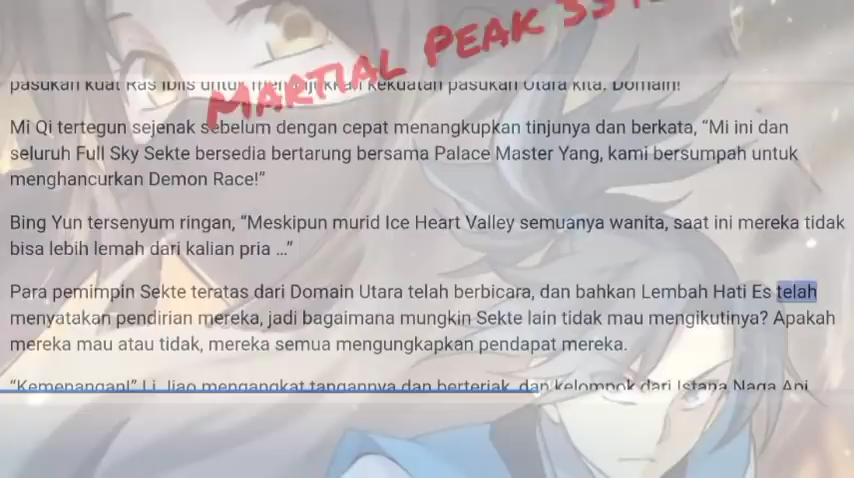 MARTIAL PEAK
pasukan kuat Ras Iblis untuk kekuatan pasukan Utara kita. Domain!
Mi Qi tertegun sejenak sebelum dengan cepat menangkupkan tinjunya dan berkata, “Mi ini dan
seluruh Full Sky Sekte bersedia bertarung bersama Palace Master Yang, kami bersumpah untuk
menghancurkan Demon Race!”
Bing Yun tersenyum ringan, “Meskipun murid Ice Heart Valley semuanya wanita, saat ini mereka tidak
bisa lebih lemah dari kalian pria ...”
Para pemimpin Sekte teratas dari Domain Utara telah berbicara, dan bahkan Lembah Hati Es telah
menyatakan pendirian mereka, jadi bagaimana mungkin Sekte lain tidak mau mengikutinya? Apakah
mereka mau atau tidak, mereka semua mengungkapkan pendapat mereka.
“Kemenangan!” Li Jiao mengangkat tangannya dan berteriak, dan kelompok dari Istana Naga Api